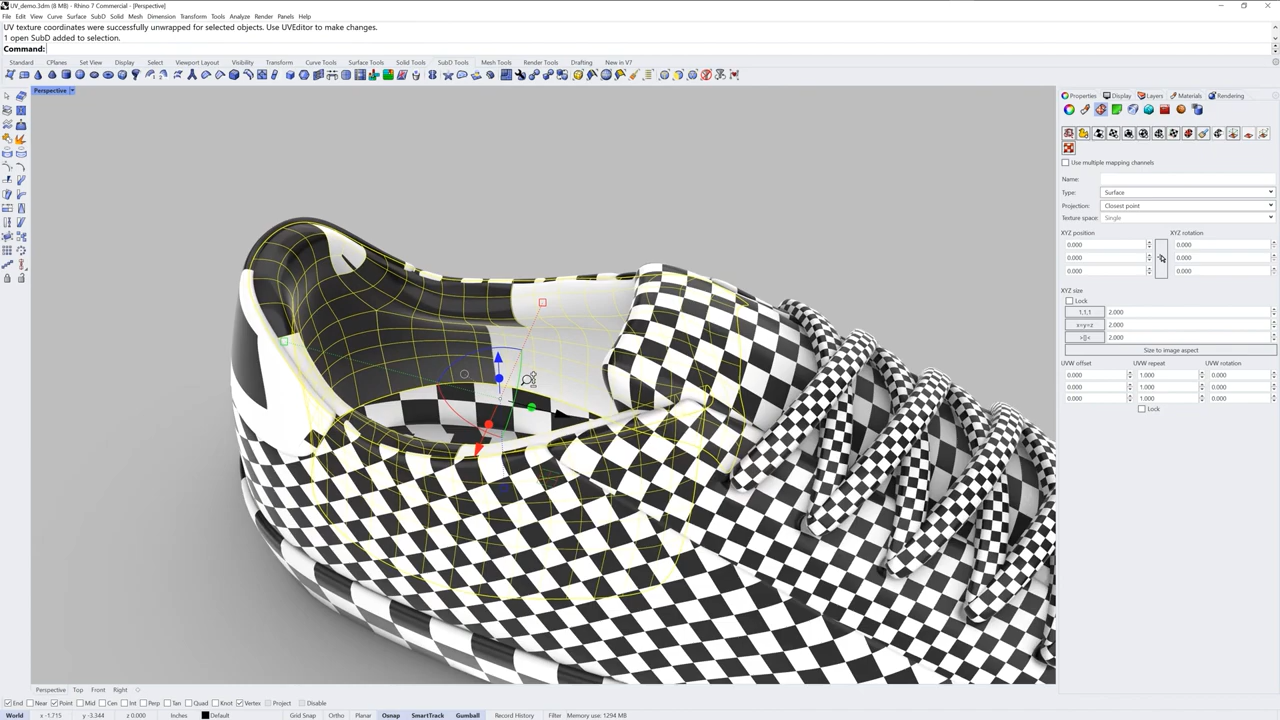 UV_demo.3dm (8 MB) - Rhino 7 Commercial - [Perspective]
File Edit View Curve Surface SubD Solid Mesh Dimension Transform Tools Analyze Render Panels Help
UV texture coordinates were successfully unwrapped for selected objects. Use UVEditor to make changes.
1 open SubD added to selection.
Command:
Standard CPlanes Set View Display Select Viewport Layout Visibility Transform Curve Tools Surface Tools Solid Tools SubD Tools Mesh Tools Render Tools Drafting New in V7
Perspective
Properties Display Layers Materials Rendering
Use multiple mapping channels
Name:
Type: Surface
Projection: Closest point
Texture space: Single
XYZ position XYZ rotation
0.000 0.000
0.000 0.000
0.000 0.000
XYZ size
Lock
1,1,1 2.000
x=y=z 2.000
>[]< 2.000
Size to image aspect
UVW offset UVW repeat UVW rotation
0.000 1.000 0.000
0.000 1.000 0.000
0.000 1.000 0.000
Lock
Perspective Top Front Right
End Near Point Mid Cen Int Perp Tan Quad Knot Vertex Project Disable
World x -1.715 y -3.344 z 0.000 Inches Default Grid Snap Ortho Planar Osnap SmartTrack Gumball Record History Filter Memory use: 1294 MB